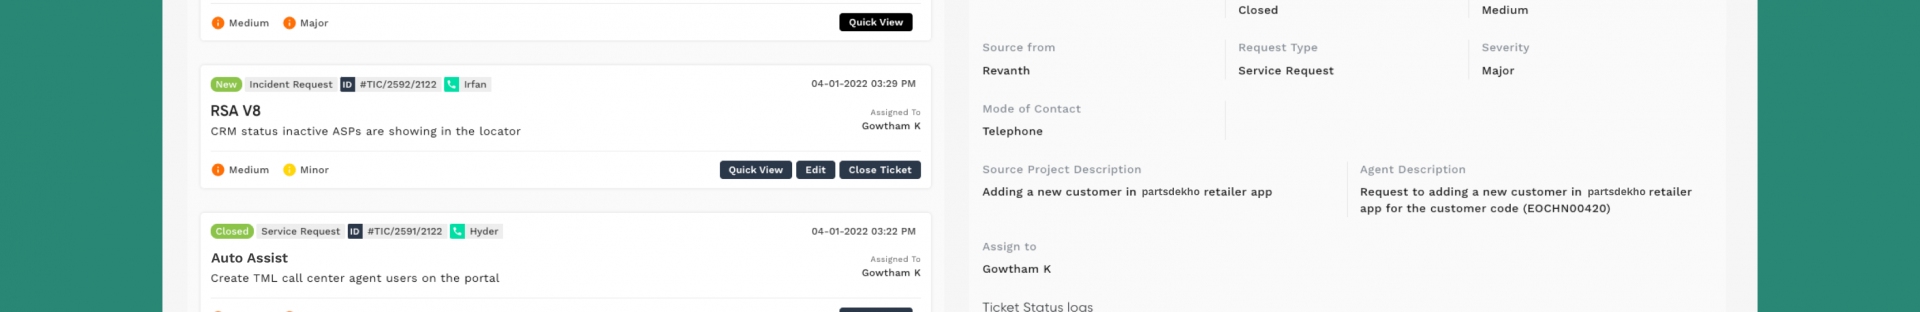 Medium Major Quick View
New Incident Request ID #TIC/2592/2122 Irfan 04-01-2022 03:29 PM
RSA V8
Assigned To
CRM status inactive ASPs are showing in the locator
Gowtham K
Medium Minor Quick View Edit Close Ticket
Closed Service Request ID #TIC/2591/2122 Hyder 04-01-2022 03:22 PM
Auto Assist
Assigned To
Create TML call center agent users on the portal
Gowtham K
Closed Medium
Source from Request Type Severity
Revanth Service Request Major
Mode of Contact
Telephone
Source Project Description
Adding a new customer in partsdekho retailer app
Agent Description
Request to adding a new customer in partsdekho retailer
app for the customer code (EOCHN00420)
Assign to
Gowtham K
Ticket Status logs